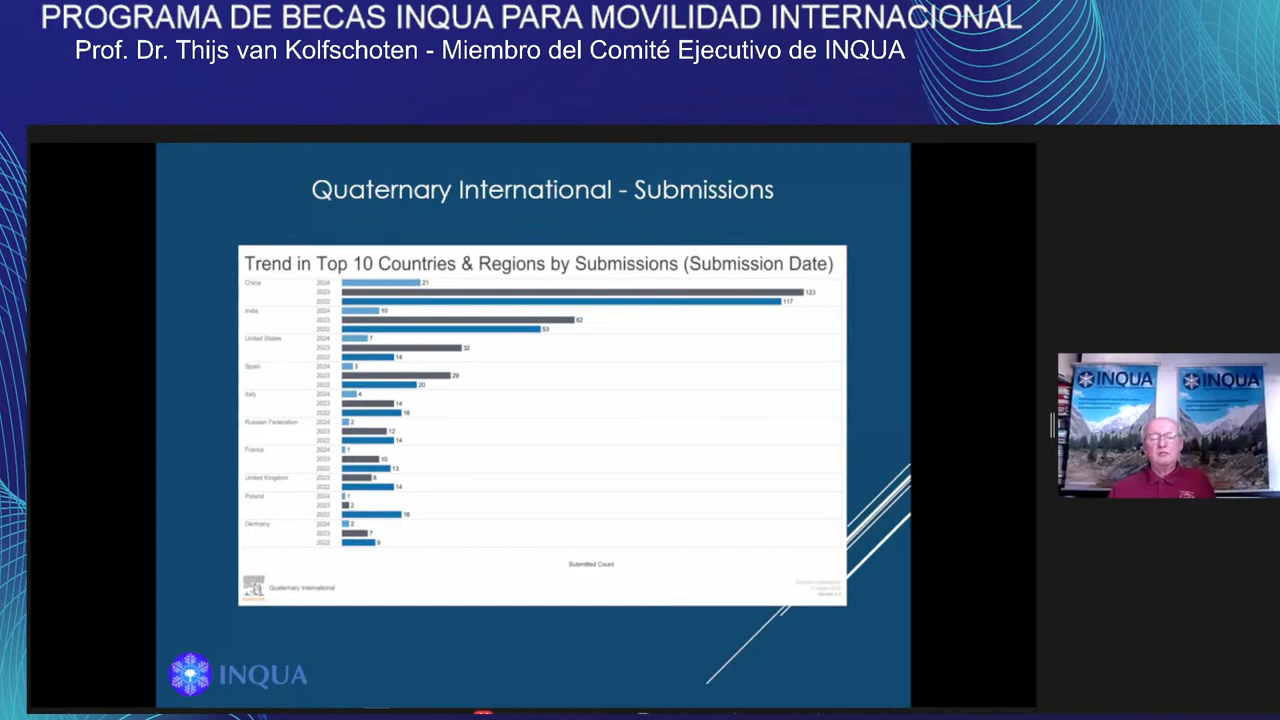 PROGRAMA DE BECAS INQUA PARA MOVILIDAD INTERNACIONAL
Prof. Dr. Thijs van Kolfschoten - Miembro del Comité Ejecutivo de INQUA
Quaternary International - Submissions
Trend in Top 10 Countries & Regions by Submissions (Submission Date)
China 2024 21
2023 123
2022 117
India 2024 10
2023 62
2022 53
United States 2024 7
2023 32
2022 14
Spain 2024 3
2023 29
2022 20
Italy 2024 4
2023 14
2022 16
Russian Federation 2024 2
2023 12
2022 14
France 2024 1
2023 10
2022 13
United Kingdom 2023 8
2022 14
Poland 2024 1
2023 2
2022 16
Germany 2024 2
2023 7
2022 9
Submitted Count
Quaternary International
INQUA
INQUA
INQUA